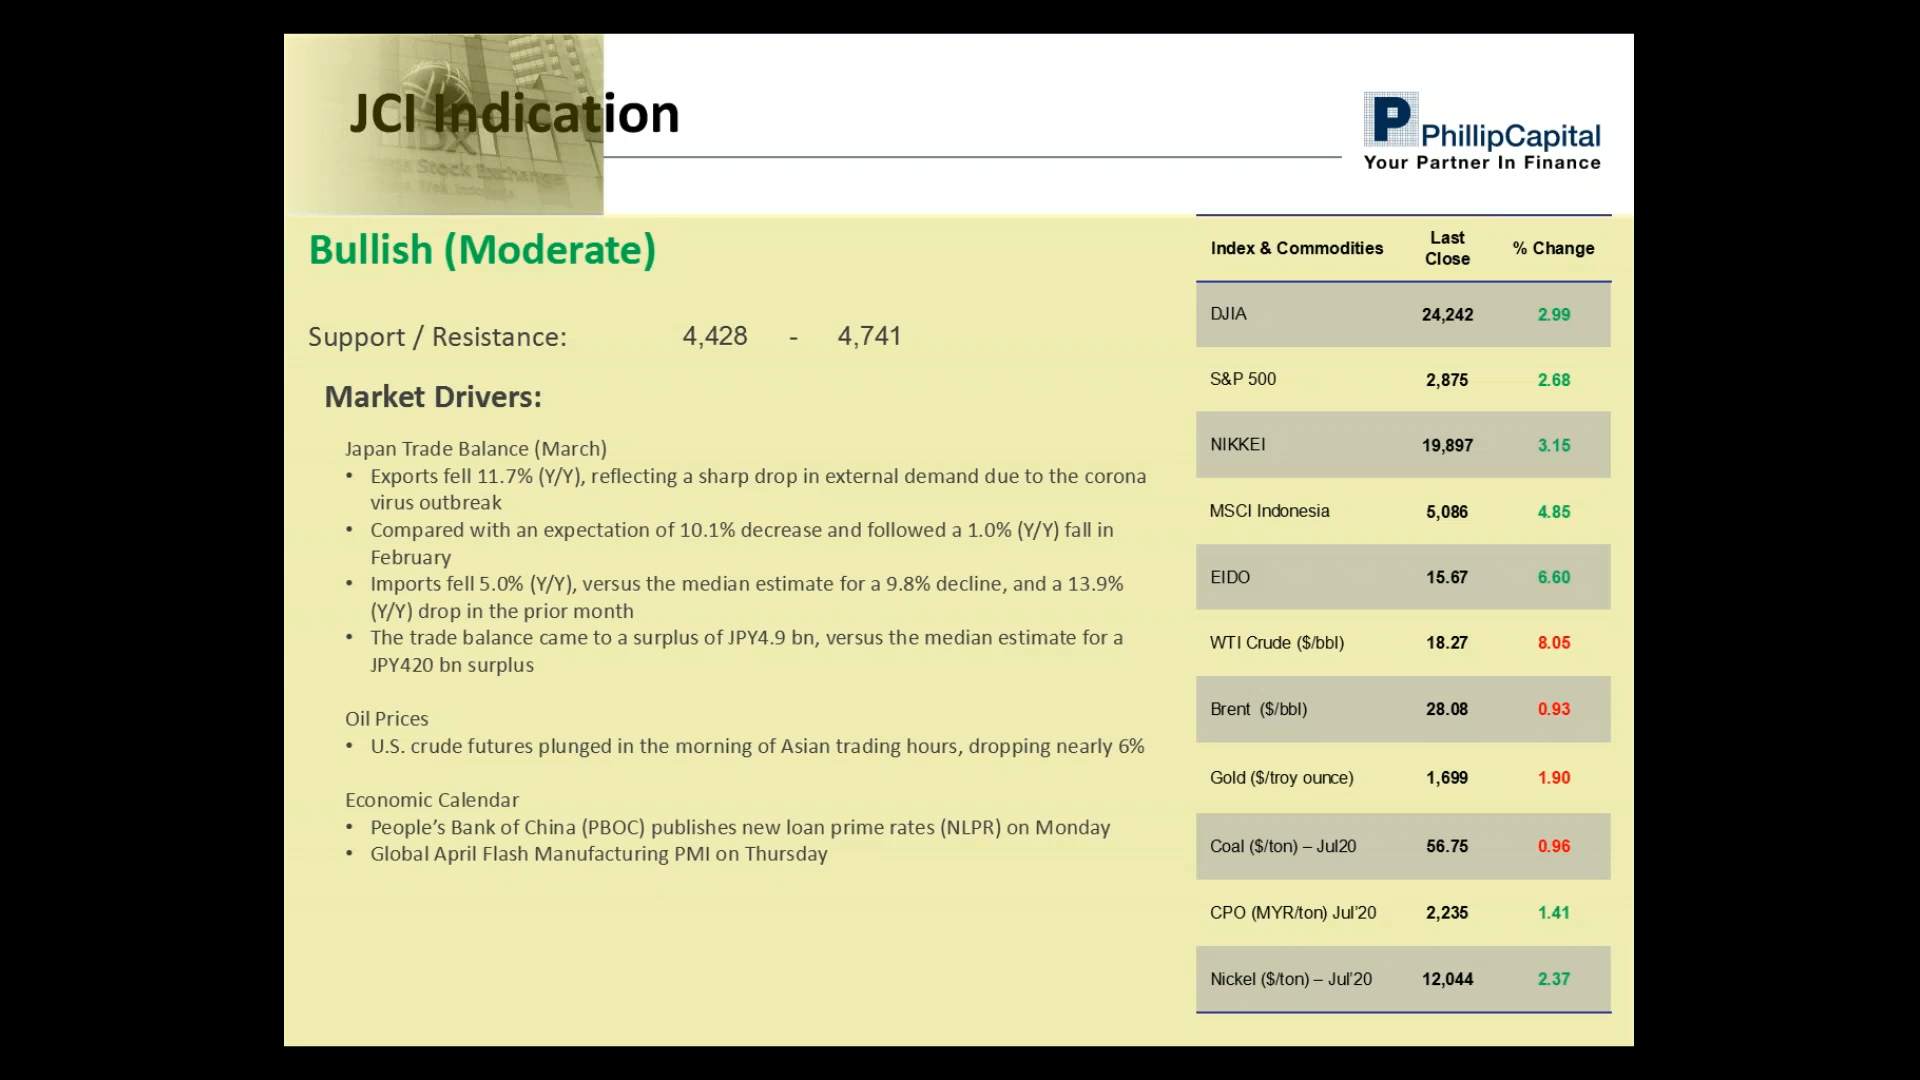 JCI Indication
PhillipCapital
Your Partner In Finance
Bullish (Moderate)
Support / Resistance: 4,428 - 4,741
Market Drivers:
Japan Trade Balance (March)
• Exports fell 11.7% (Y/Y), reflecting a sharp drop in external demand due to the corona
virus outbreak
• Compared with an expectation of 10.1% decrease and followed a 1.0% (Y/Y) fall in
February
• Imports fell 5.0% (Y/Y), versus the median estimate for a 9.8% decline, and a 13.9%
(Y/Y) drop in the prior month
• The trade balance came to a surplus of JPY4.9 bn, versus the median estimate for a
JPY420 bn surplus
Oil Prices
• U.S. crude futures plunged in the morning of Asian trading hours, dropping nearly 6%
Economic Calendar
• People’s Bank of China (PBOC) publishes new loan prime rates (NLPR) on Monday
• Global April Flash Manufacturing PMI on Thursday
Index & Commodities Last Close % Change
DJIA 24,242 2.99
S&P 500 2,875 2.68
NIKKEI 19,897 3.15
MSCI Indonesia 5,086 4.85
EIDO 15.67 6.60
WTI Crude ($/bbl) 18.27 8.05
Brent ($/bbl) 28.08 0.93
Gold ($/troy ounce) 1,699 1.90
Coal ($/ton) – Jul20 56.75 0.96
CPO (MYR/ton) Jul’20 2,235 1.41
Nickel ($/ton) – Jul’20 12,044 2.37